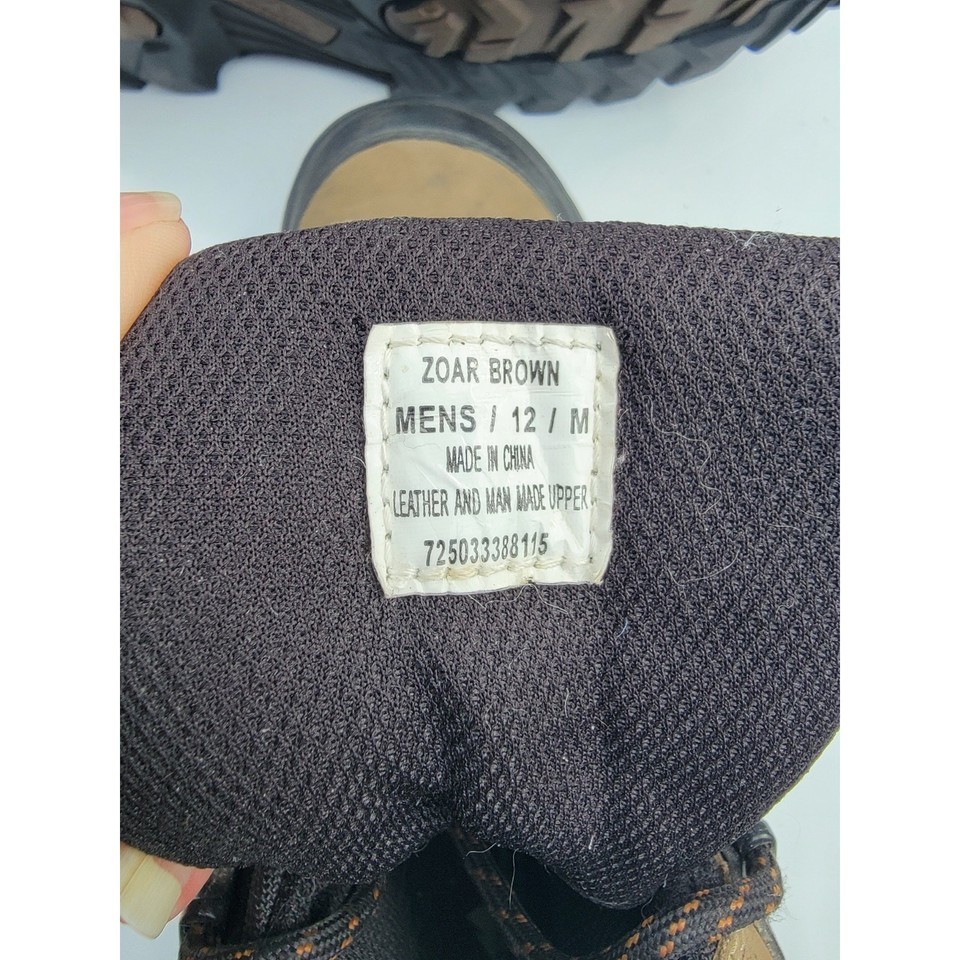 ZOAR BROWN
MENS / 12 / M
MADE IN CHINA
LEATHER AND MAN MADE UPPER
725033388115